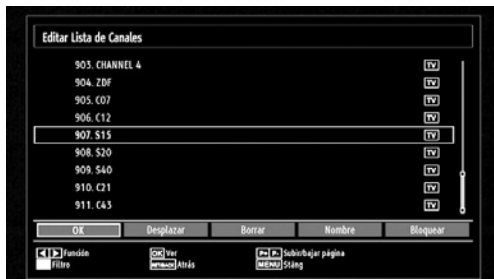 Editar Lista de Canales
903. CHANNEL 4 TV
904. ZDF TV
905. C07 TV
906. C12 TV
907. S15 TV
908. S20 TV
909. S40 TV
910. C21 TV
911. C43 TV
OK Desplazar Borrar Nombre Bloquear
Función OK Ver P+ P- Subir/bajar página
Filtro Atrás MENU Stäng